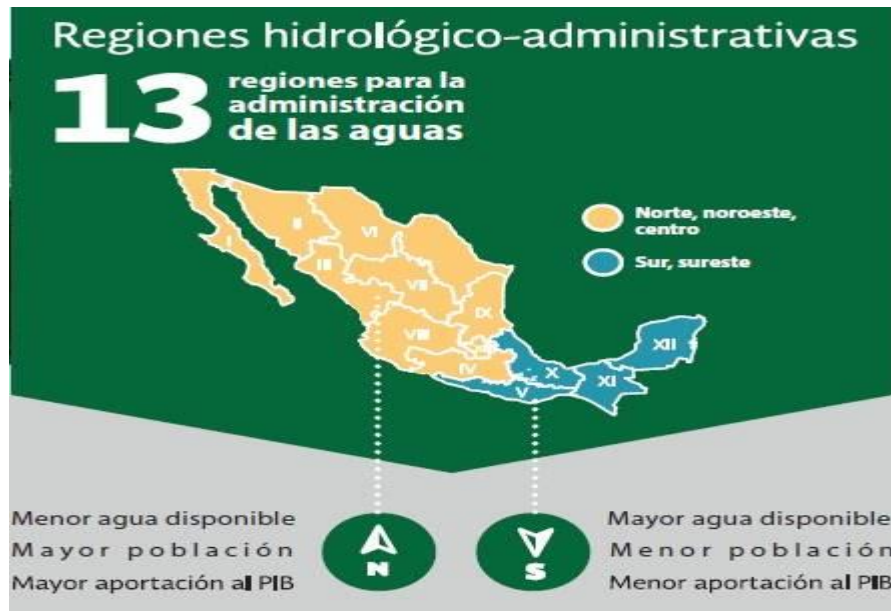 Regiones hidrológico-administrativas
13
regiones para la
administración
de las aguas
Norte, noroeste,
centro
Sur, sureste
I
II
VI
III
VII
IX
VIII
IV
X
V
XI
XII
Menor agua disponible
Mayor población
Mayor aportación al PIB
N
S
Mayor agua disponible
Menor población
Menor aportación al PIB